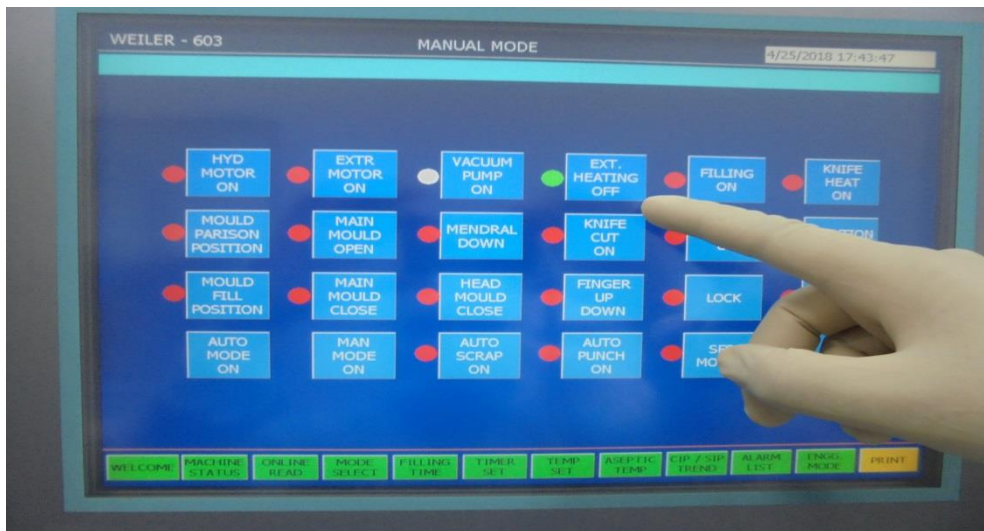 WEILER - 603
MANUAL MODE
4/25/2018 17:43:47
HYD
MOTOR
ON
EXTR
MOTOR
ON
VACUUM
PUMP
ON
EXT.
HEATING
OFF
FILLING
ON
KNIFE
HEAT
ON
MOULD
PARISON
POSITION
MAIN
MOULD
OPEN
MENDRAL
DOWN
KNIFE
CUT
ON
MOULD
FILL
POSITION
MAIN
MOULD
CLOSE
HEAD
MOULD
CLOSE
FINGER
UP
DOWN
LOCK
AUTO
MODE
ON
MAN
MODE
ON
AUTO
SCRAP
ON
AUTO
PUNCH
ON
WELCOME
MACHINE
STATUS
ONLINE
READ
MODE
SELECT
FILLING
TIME
TIMER
SET
TEMP
SET
ASEPTIC
TEMP
CIP / SIP
TREND
ALARM
LIST
ENGG.
MODE
PRINT